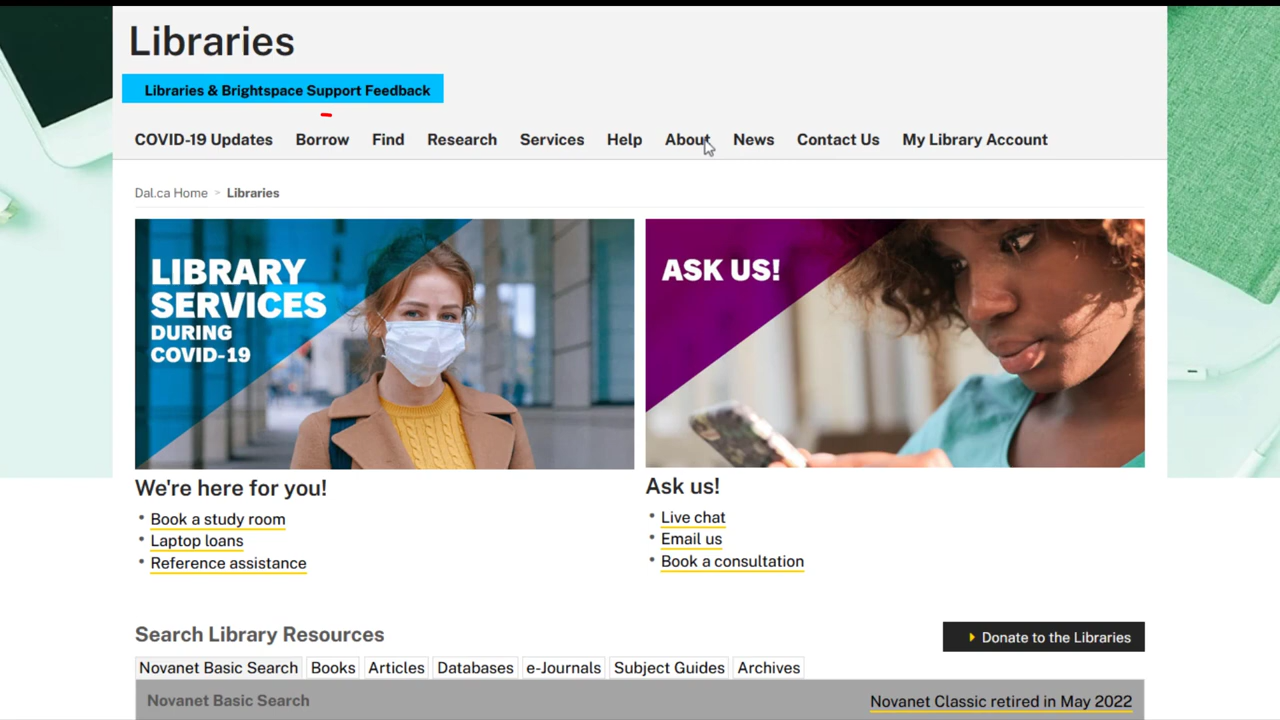 Libraries
Libraries & Brightspace Support Feedback
COVID-19 Updates Borrow Find Research Services Help About News Contact Us My Library Account
Dal.ca Home > Libraries
LIBRARY
SERVICES
DURING
COVID-19
ASK US!
We're here for you!
• Book a study room
• Laptop loans
• Reference assistance
Ask us!
• Live chat
• Email us
• Book a consultation
Search Library Resources
Donate to the Libraries
Novanet Basic Search Books Articles Databases e-Journals Subject Guides Archives
Novanet Basic Search
Novanet Classic retired in May 2022